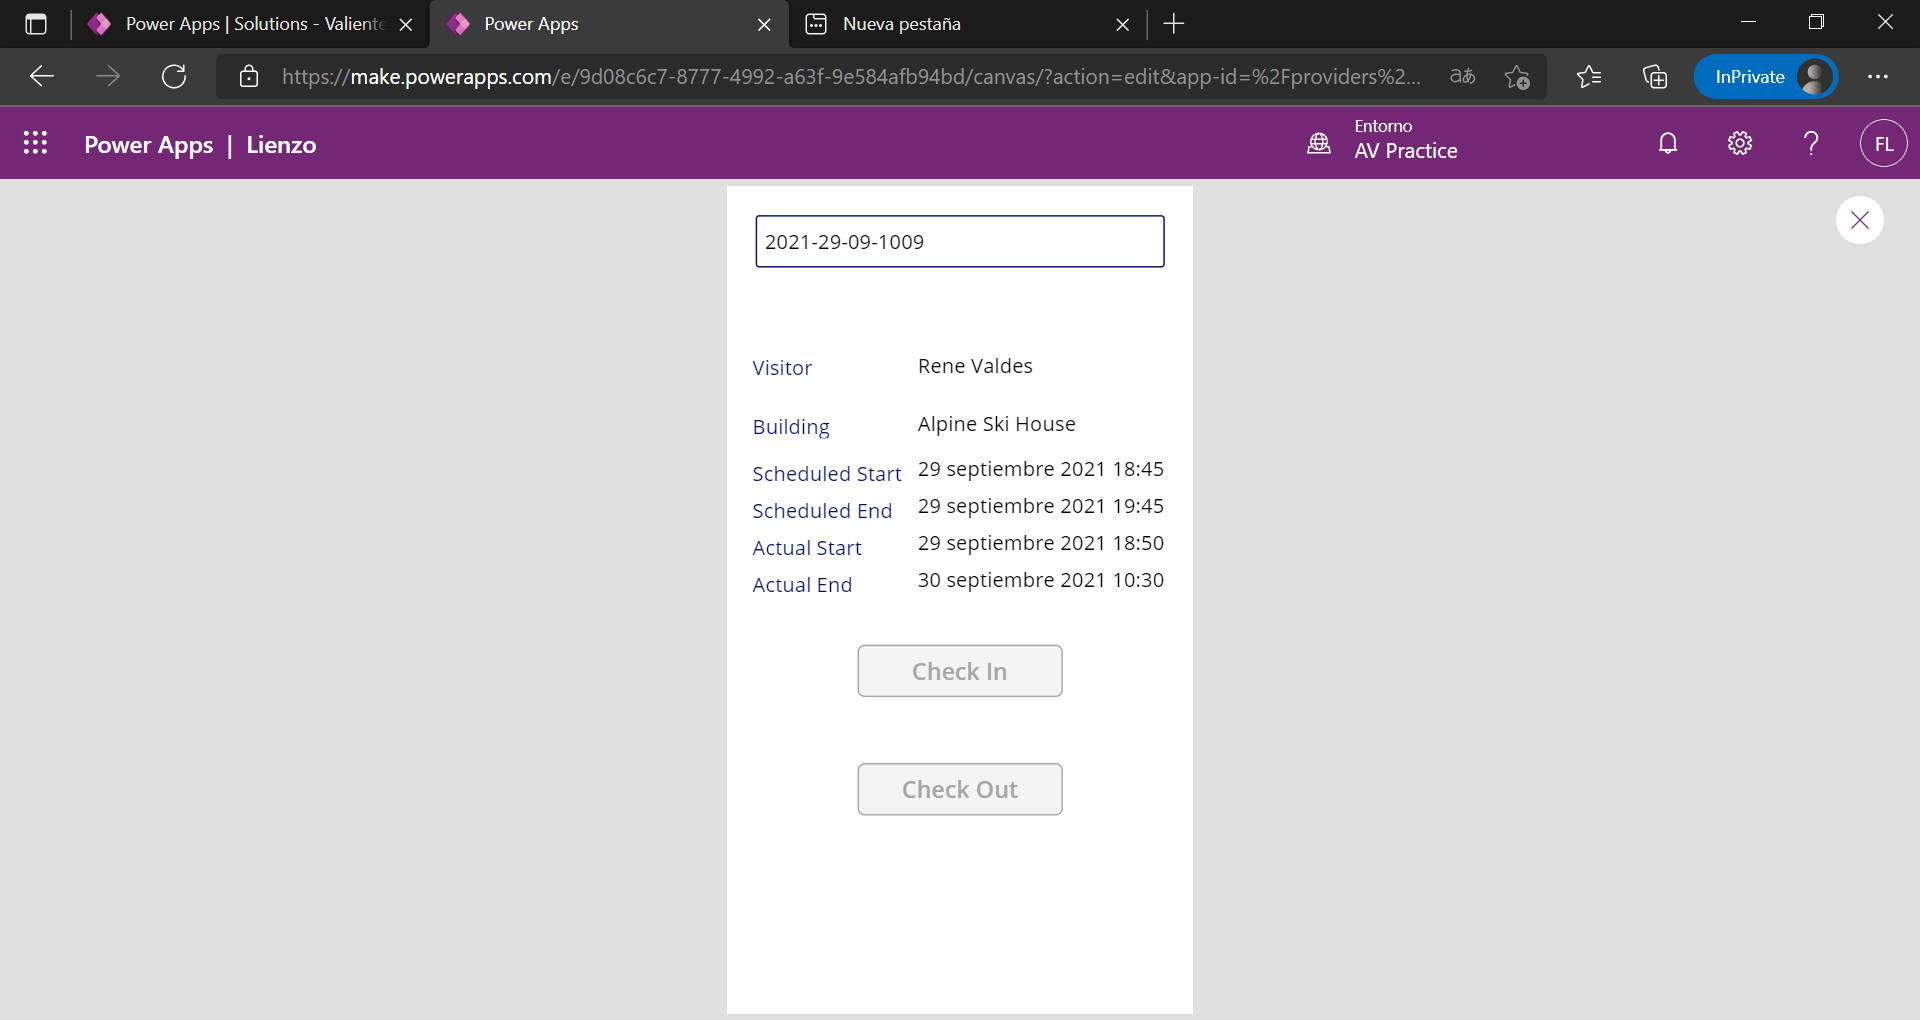 Power Apps | Solutions - Valiente
Power Apps
Nueva pestaña
https://make.powerapps.com/e/9d08c6c7-8777-4992-a63f-9e584afb94bd/canvas/?action=edit&app-id=%2Fproviders%2...
aあ
InPrivate
Power Apps | Lienzo
Entorno
AV Practice
FL
2021-29-09-1009
Visitor Rene Valdes
Building Alpine Ski House
Scheduled Start 29 septiembre 2021 18:45
Scheduled End 29 septiembre 2021 19:45
Actual Start 29 septiembre 2021 18:50
Actual End 30 septiembre 2021 10:30
Check In
Check Out